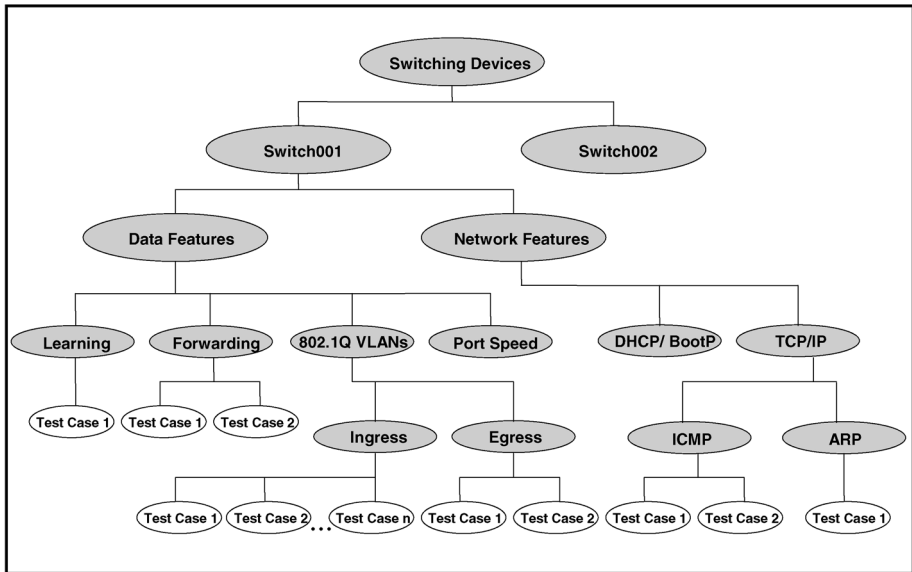 Switching Devices
Switch001
Switch002
Data Features
Network Features
Learning
Forwarding
802.1Q VLANs
Port Speed
DHCP/ BootP
TCP/IP
Test Case 1
Test Case 1
Test Case 2
Ingress
Egress
ICMP
ARP
Test Case 1
Test Case 2
...
Test Case n
Test Case 1
Test Case 2
Test Case 1
Test Case 2
Test Case 1